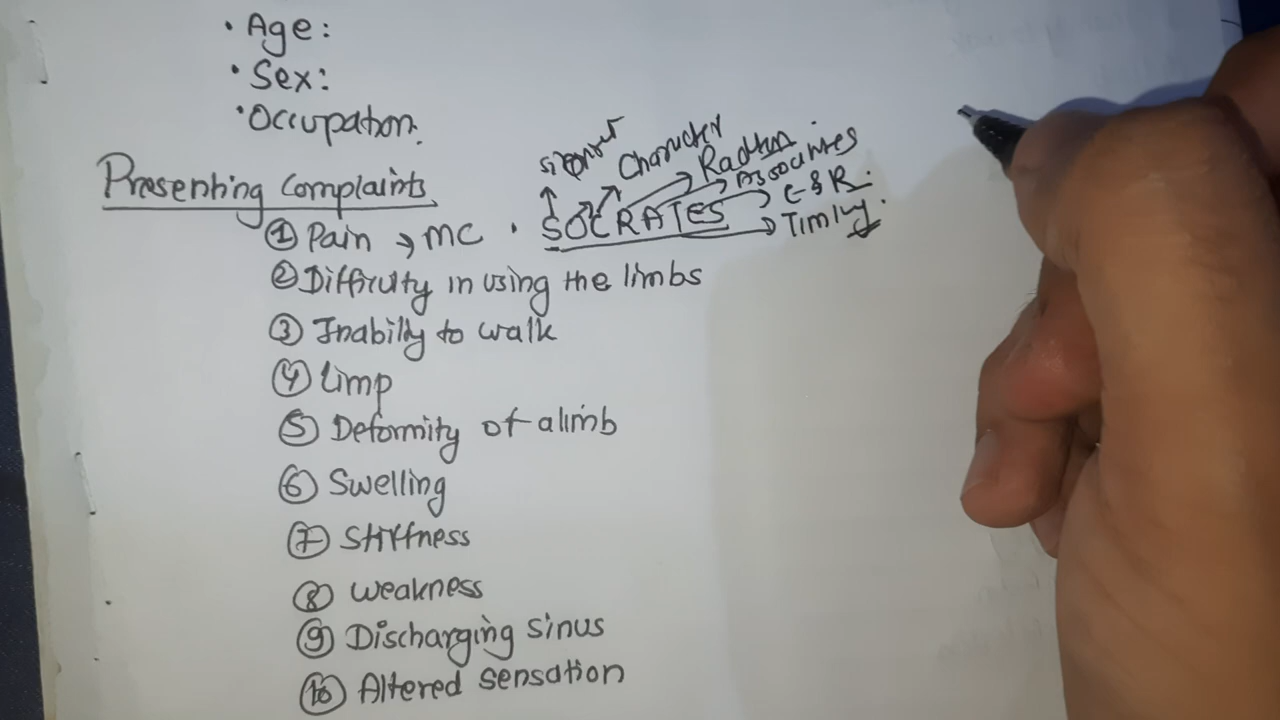 • Age:
• Sex:
• Occupation.
Presenting Complaints
Character
Radtun
Associates
E & R.
① Pain → MC • SOCRATES
Timing.
② Difficulty in using the limbs
③ Inability to walk
④ Limp
⑤ Deformity of a limb
⑥ Swelling
⑦ Stiffness
⑧ Weakness
⑨ Discharging sinus
⑩ Altered sensation